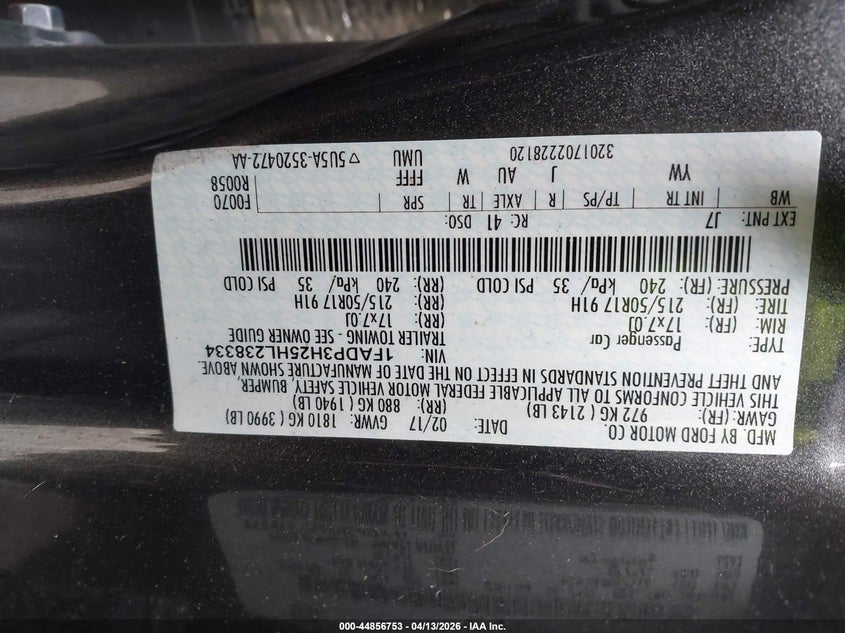 MFD. BY FORD MOTOR CO.
DATE: 02/17 GVWR: 1810 KG ( 3990 LB)
GAWR: (FR): 972 KG ( 2143 LB) (RR): 880 KG ( 1940 LB)
THIS VEHICLE CONFORMS TO ALL APPLICABLE FEDERAL MOTOR VEHICLE SAFETY, BUMPER,
AND THEFT PREVENTION STANDARDS IN EFFECT ON THE DATE OF MANUFACTURE SHOWN ABOVE.
VIN: 1FADP3H25HL238334
TYPE: Passenger Car TRAILER TOWING - SEE OWNER GUIDE
RIM: (FR): 17x7.0J (RR): 17x7.0J
TIRE: (FR): 215/50R17 91H (RR): 215/50R17 91H
PRESSURE: (FR): 240 kPa/ 35 PSI COLD (RR): 240 kPa/ 35 PSI COLD
EXT PNT: J7 RC: 41 DSO:
WB INT TR TP/PS R AXLE TR SPR F0070
YW J AU W FFFF R0058
UMU
3201702228120
▽5U5A-3520472-AA
000-44856753 - 04/13/2026 - IAA Inc.